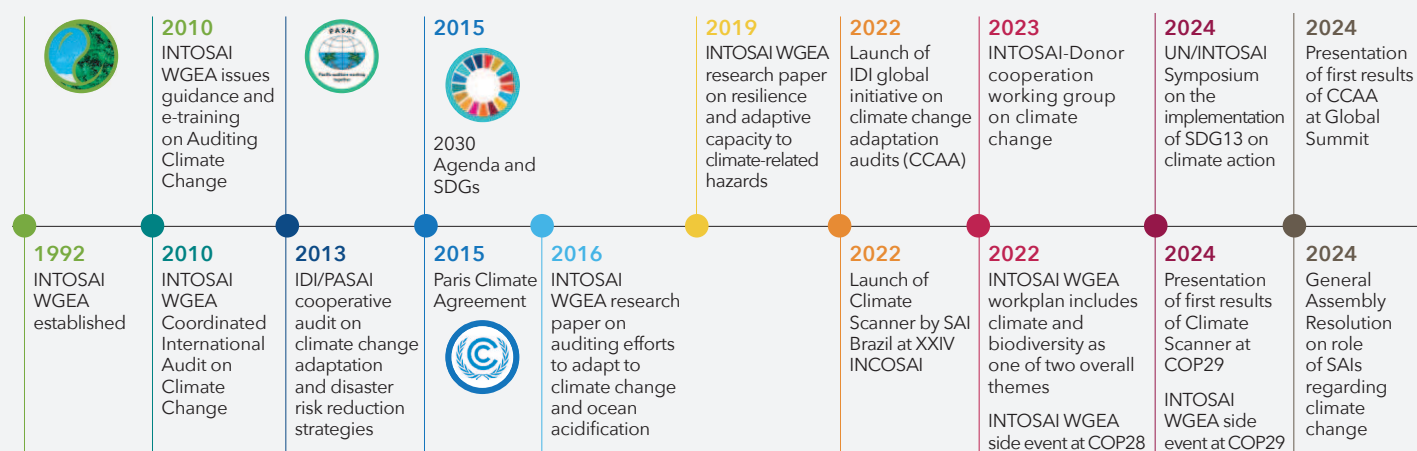 2010
INTOSAI
WGEA issues
guidance and
e-training
on Auditing
Climate
Change
PASAI
2015
2030
Agenda and
SDGs
2019
INTOSAI WGEA
research paper
on resilience
and adaptive
capacity to
climate-related
hazards
2022
Launch of
IDI global
initiative on
climate change
adaptation
audits (CCAA)
2023
INTOSAI-Donor
cooperation
working group
on climate
change
2024
UN/INTOSAI
Symposium
on the
implementation
of SDG13 on
climate action
2024
Presentation
of first results
of CCAA
at Global
Summit
1992
INTOSAI
WGEA
established
2010
INTOSAI
WGEA
Coordinated
International
Audit on
Climate
Change
2013
IDI/PASAI
cooperative
audit on
climate change
adaptation
and disaster
risk reduction
strategies
2015
Paris Climate
Agreement
2016
INTOSAI
WGEA research
paper on
auditing efforts
to adapt to
climate change
and ocean
acidification
2022
Launch of
Climate
Scanner by SAI
Brazil at XXIV
INCOSAI
2022
INTOSAI WGEA
workplan includes
climate and
biodiversity as
one of two overall
themes
INTOSAI WGEA
side event at COP28
2024
Presentation
of first results
of Climate
Scanner at
COP29
INTOSAI
WGEA side
event at COP29
2024
General
Assembly
Resolution
on role
of SAIs
regarding
climate
change